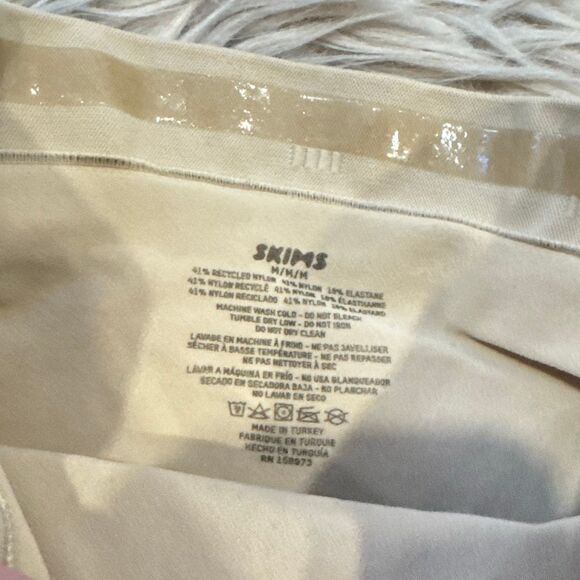 SKIMS
M/M/M
41% RECYCLED NYLON 41% NYLON 18% ELASTANE
41% NYLON RECYCLÉ 41% NYLON 18% ELASTHANNE
41% NYLON RECICLADO 41% NYLON 18% ELASTANO
MACHINE WASH COLD - DO NOT BLEACH
TUMBLE DRY LOW - DO NOT IRON
DO NOT DRY CLEAN
LAVABE EN MACHINE À FROID - NE PAS JAVELLISER
SÉCHER À BASSE TEMPÉRATURE - NE PAS REPASSER
NE PAS NETTOYER À SEC
LAVAR A MÁQUINA EN FRÍO - NO USA BLANQUEADOR
SECADO EN SECADORA BAJA - NO PLANCHAR
NO LAVAR EN SECO
MADE IN TURKEY
FABRIQUE EN TURQUIE
HECHO EN TURQUÍA
RN 158973